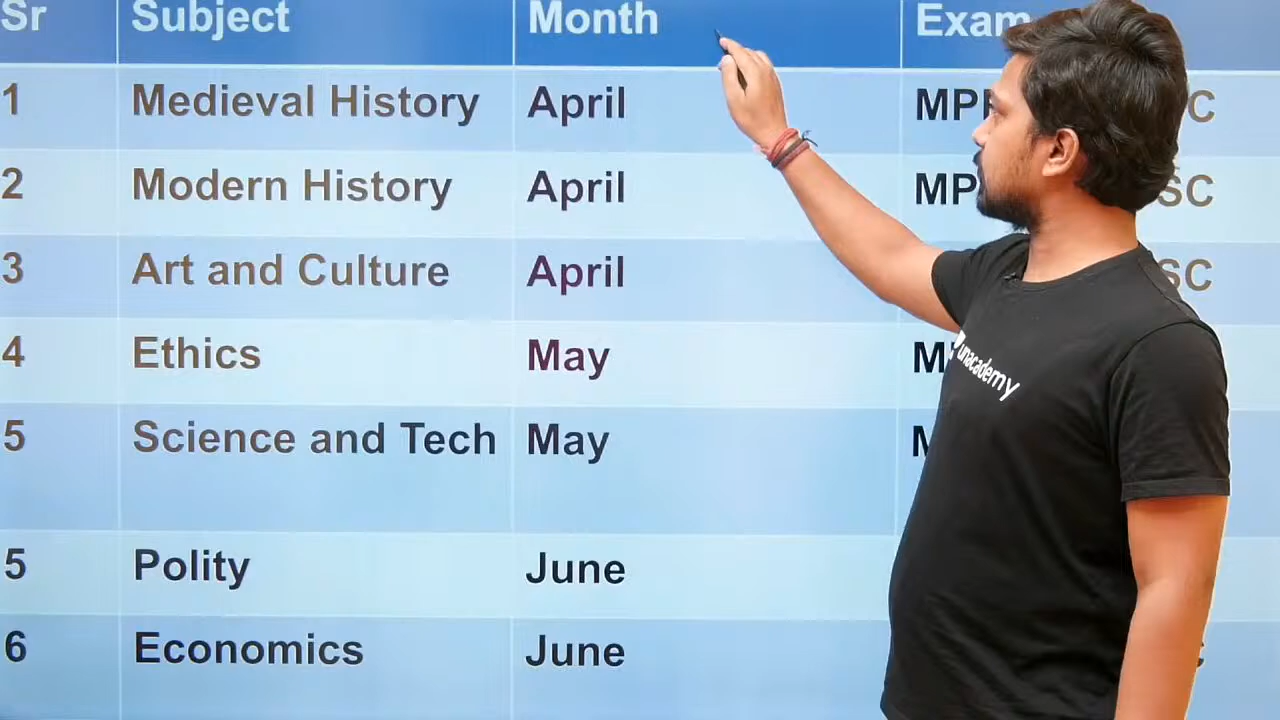 Sr Subject Month Exam
1 Medieval History April
2 Modern History April
3 Art and Culture April
4 Ethics May
5 Science and Tech May
5 Polity June
6 Economics June
unacademy